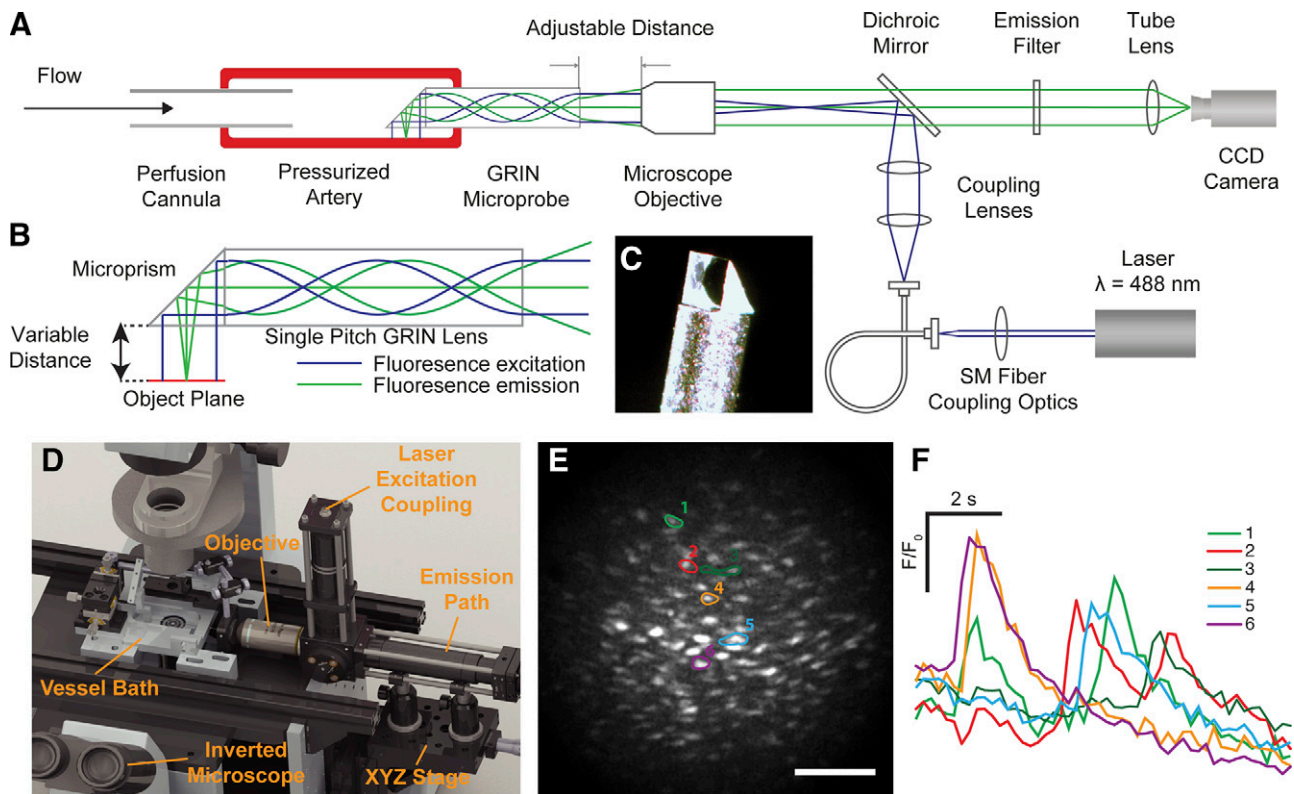 A
Flow
Adjustable Distance
Dichroic
Mirror
Emission
Filter
Tube
Lens
Perfusion
Cannula
Pressurized
Artery
GRIN
Microprobe
Microscope
Objective
Coupling
Lenses
CCD
Camera
B
Microprism
Variable
Distance
Single Pitch GRIN Lens
Fluoresence excitation
Fluoresence emission
Object Plane
C
Laser
λ = 488 nm
SM Fiber
Coupling Optics
D
Laser
Excitation
Coupling
Objective
Emission
Path
Vessel Bath
Inverted
Microscope
XYZ Stage
E
1
2
3
4
5
6
F
2 s
F/F0
1
2
3
4
5
6